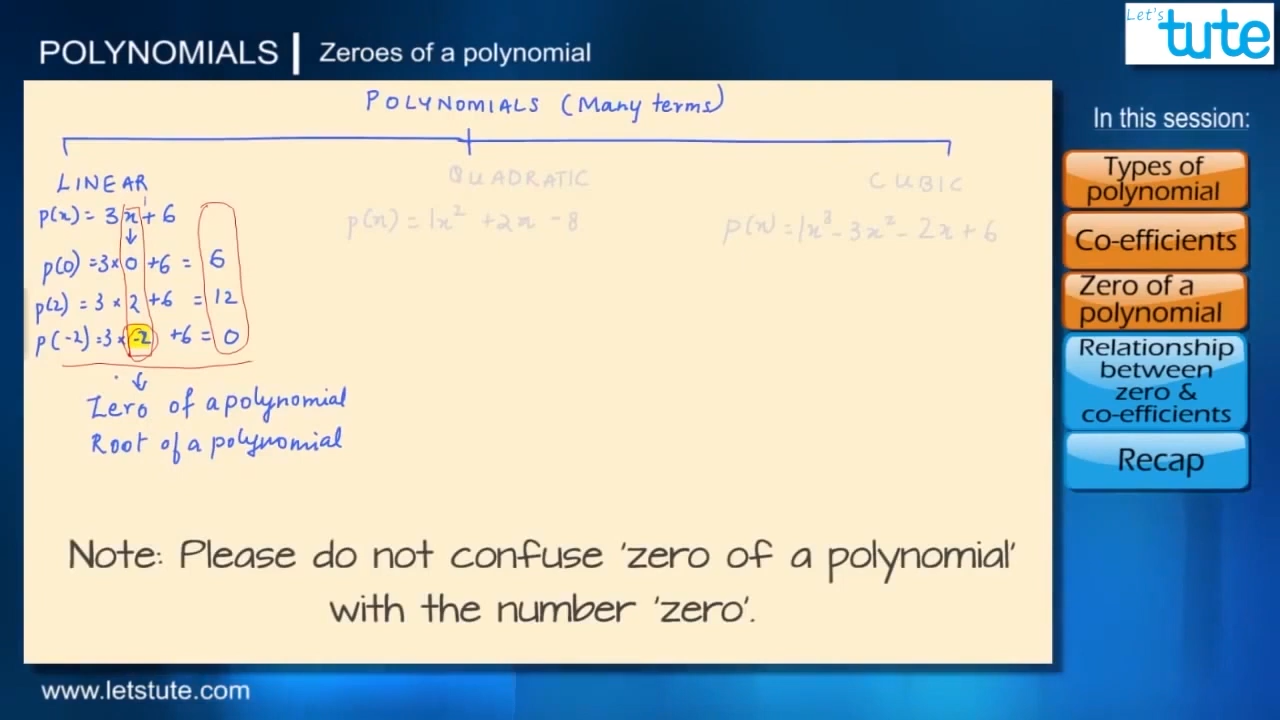 POLYNOMIALS | Zeroes of a polynomial
Let's
tute
POLYNOMIALS (Many terms)
LINEAR
p(x) = 3x¹ + 6
p(0) = 3 × 0 + 6 = 6
p(2) = 3 × 2 + 6 = 12
p(-2) = 3 × -2 + 6 = 0
Zero of a polynomial
Root of a polynomial
QUADRATIC
p(x) = 1x² + 2x - 8
CUBIC
p(x) = 1x³ - 3x² - 2x + 6
Note: Please do not confuse 'zero of a polynomial'
with the number 'zero'.
In this session:
Types of
polynomial
Co-efficients
Zero of a
polynomial
Relationship
between
zero &
co-efficients
Recap
www.letstute.com